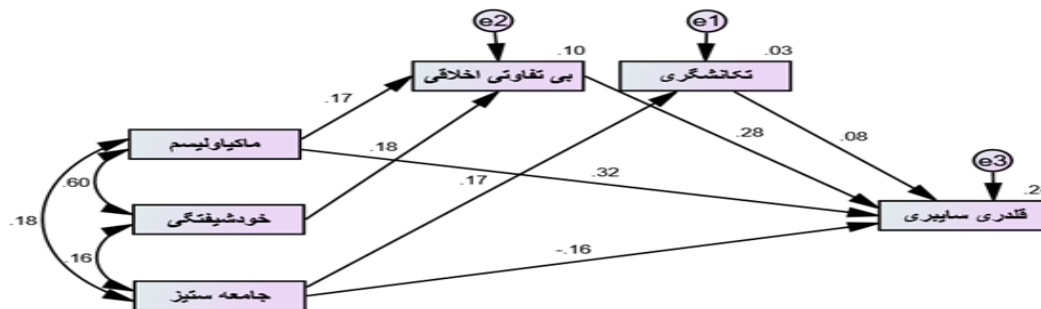 e2
e1
.10
.03
بی تفاوتی اخلاقی
تکانشگری
.17
.28
.08
ماکیاولیسم
.18
e3
.60
.17
.32
.18
خودشیفتگی
قلدری سایبری
.16
-.16
جامعه ستیز